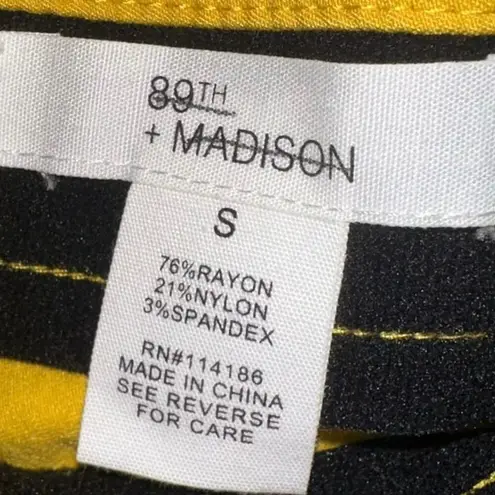 89TH
+ MADISON
S
76%RAYON
21%NYLON
3%SPANDEX
RN#114186
MADE IN CHINA
SEE REVERSE
FOR CARE